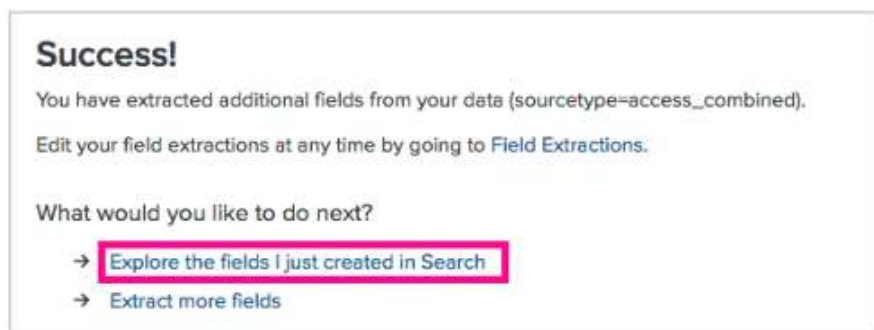 Success!
You have extracted additional fields from your data (sourcetype=access_combined).
Edit your field extractions at any time by going to Field Extractions.
What would you like to do next?
→ Explore the fields I just created in Search
→ Extract more fields